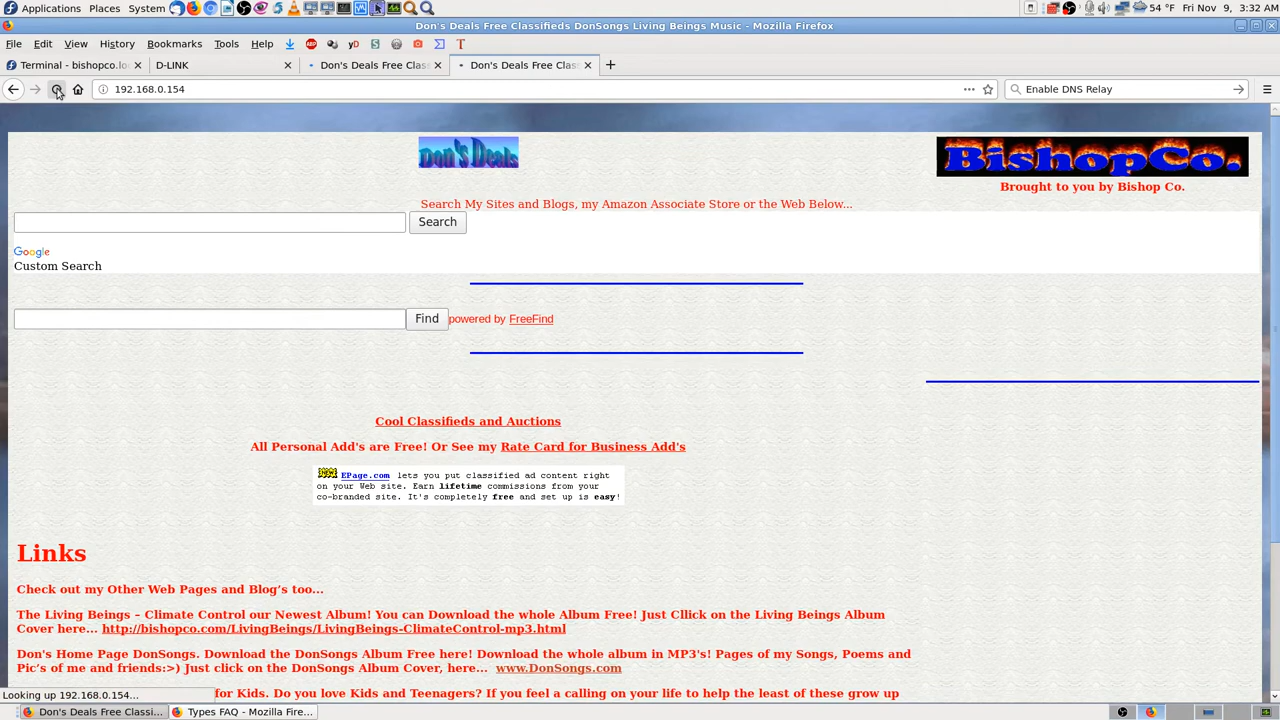 Applications Places System 54 °F Fri Nov 9, 3:32 AM
Don's Deals Free Classifieds DonSongs Living Beings Music - Mozilla Firefox
File Edit View History Bookmarks Tools Help
Terminal - bishopco.lo
D-LINK
Don's Deals Free Clas
Don's Deals Free Clas
192.168.0.154
Enable DNS Relay
Don's Deals
BishopCo.
Brought to you by Bishop Co.
Search My Sites and Blogs, my Amazon Associate Store or the Web Below...
Search
Google
Custom Search
Find powered by FreeFind
Cool Classifieds and Auctions
All Personal Add's are Free! Or See my Rate Card for Business Add's
EPage.com lets you put classified ad content right
on your Web site. Earn lifetime commissions from your
co-branded site. It's completely free and set up is easy!
Links
Check out my Other Web Pages and Blog’s too...
The Living Beings – Climate Control our Newest Album! You can Download the whole Album Free! Just Cllick on the Living Beings Album
Cover here... http://bishopco.com/LivingBeings/LivingBeings-ClimateControl-mp3.html
Don's Home Page DonSongs. Download the DonSongs Album Free here! Download the whole album in MP3's! Pages of my Songs, Poems and
Pic’s of me and friends:>) Just click on the DonSongs Album Cover, here... www.DonSongs.com
for Kids. Do you love Kids and Teenagers? If you feel a calling on your life to help the least of these grow up
Looking up 192.168.0.154...
Don's Deals Free Classi...
Types FAQ - Mozilla Fire...